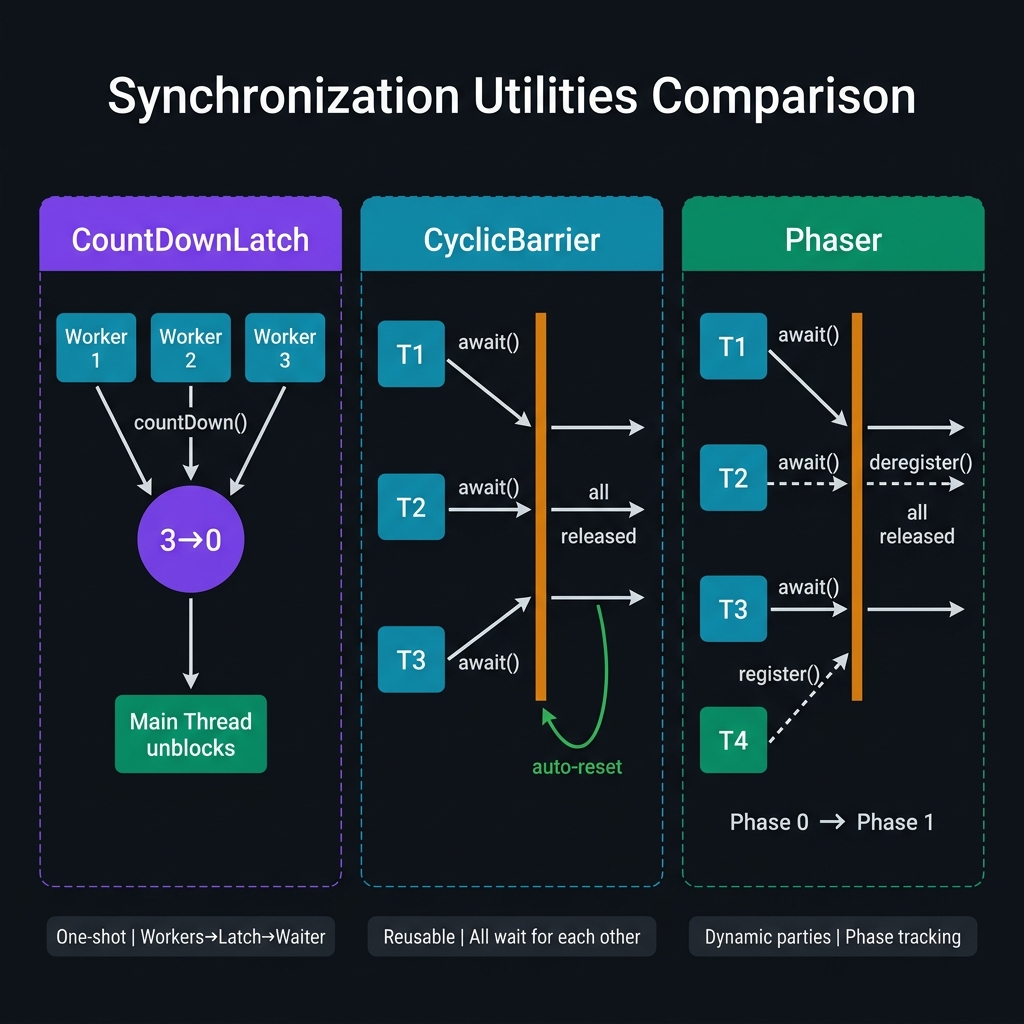 Synchronization Utilities Comparison
CountDownLatch
Worker
1
Worker
2
Worker
3
countDown()
3→0
Main Thread
unblocks
One-shot | Workers→Latch→Waiter
CyclicBarrier
T1
await()
T2
await()
all
released
T3
await()
auto-reset
Reusable | All wait for each other
Phaser
T1
await()
T2
await()
deregister()
all
released
T3
await()
register()
T4
Phase 0 → Phase 1
Dynamic parties | Phase tracking